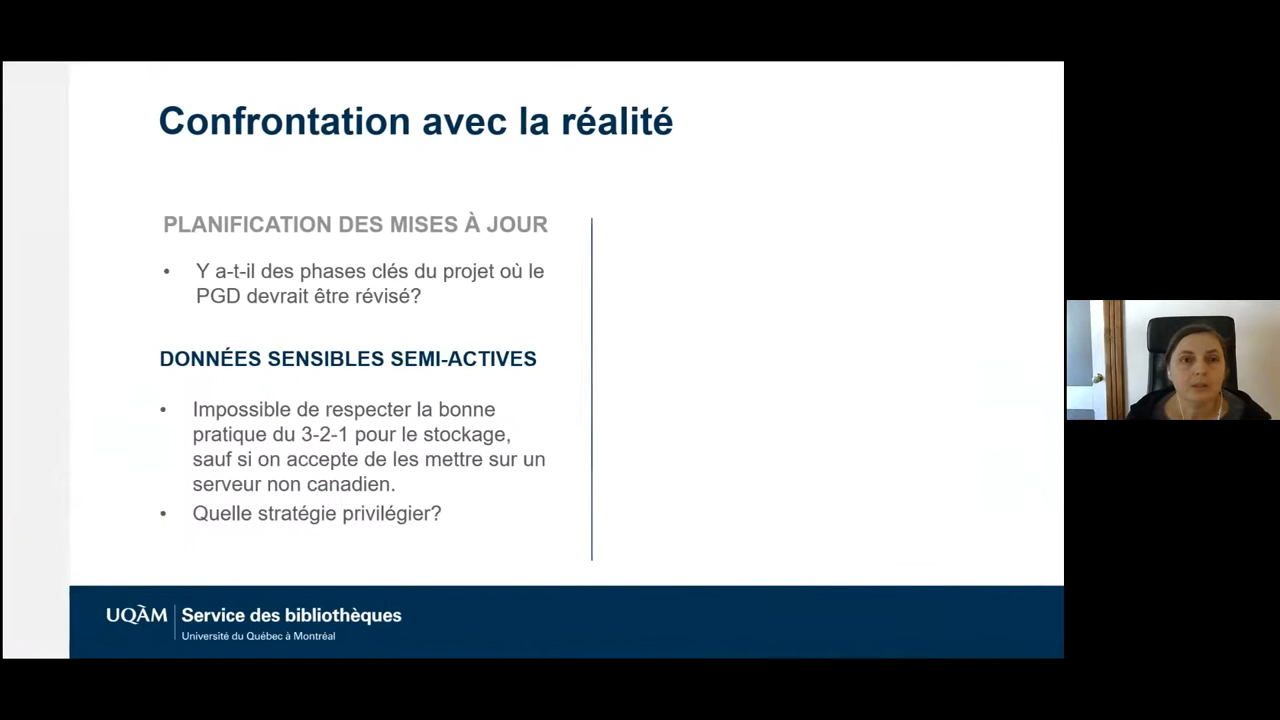 Confrontation avec la réalité
PLANIFICATION DES MISES À JOUR
• Y a-t-il des phases clés du projet où le
PGD devrait être révisé?
DONNÉES SENSIBLES SEMI-ACTIVES
• Impossible de respecter la bonne
pratique du 3-2-1 pour le stockage,
sauf si on accepte de les mettre sur un
serveur non canadien.
• Quelle stratégie privilégier?
UQÀM Service des bibliothèques
Université du Québec à Montréal